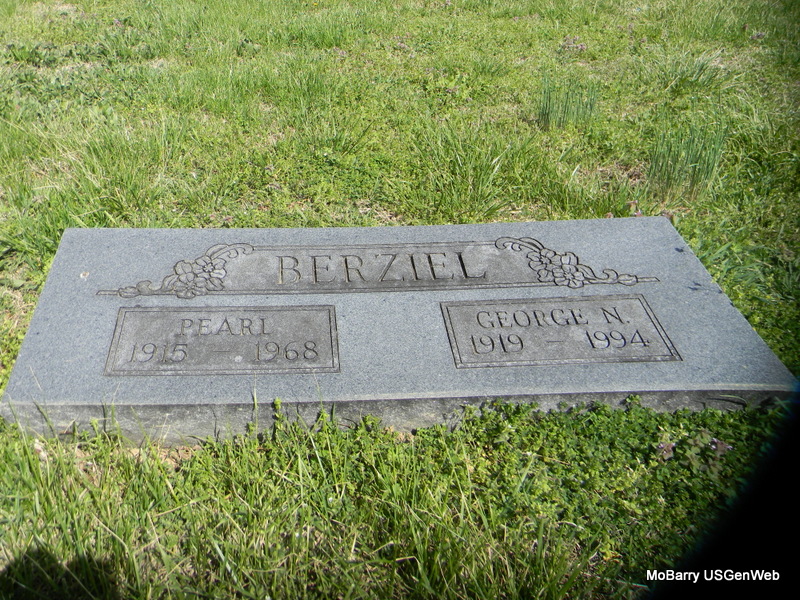 BERZIEL
PEARL
1915 — 1968
GEORGE N.
1919 — 1994
MoBarry USGenWeb